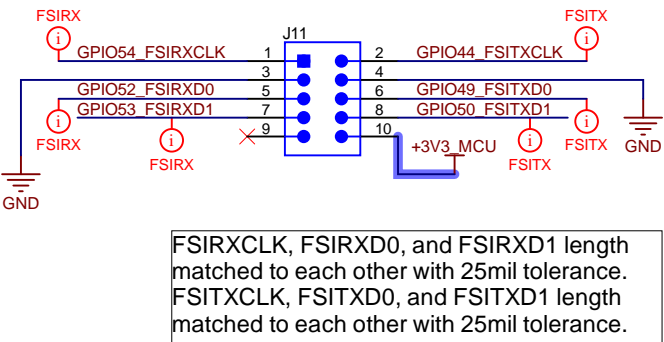 FSIRX
FSITX
J11
GPIO54_FSIRXCLK
1
2
GPIO44_FSITXCLK
3
4
GPIO52_FSIRXD0
5
6
GPIO49_FSITXD0
GPIO53_FSIRXD1
7
8
GPIO50_FSITXD1
9
10
+3V3_MCU
FSIRX
FSITX
GND
FSIRX
FSITX
GND
FSIRXCLK, FSIRXD0, and FSIRXD1 length
matched to each other with 25mil tolerance.
FSITXCLK, FSITXD0, and FSITXD1 length
matched to each other with 25mil tolerance.